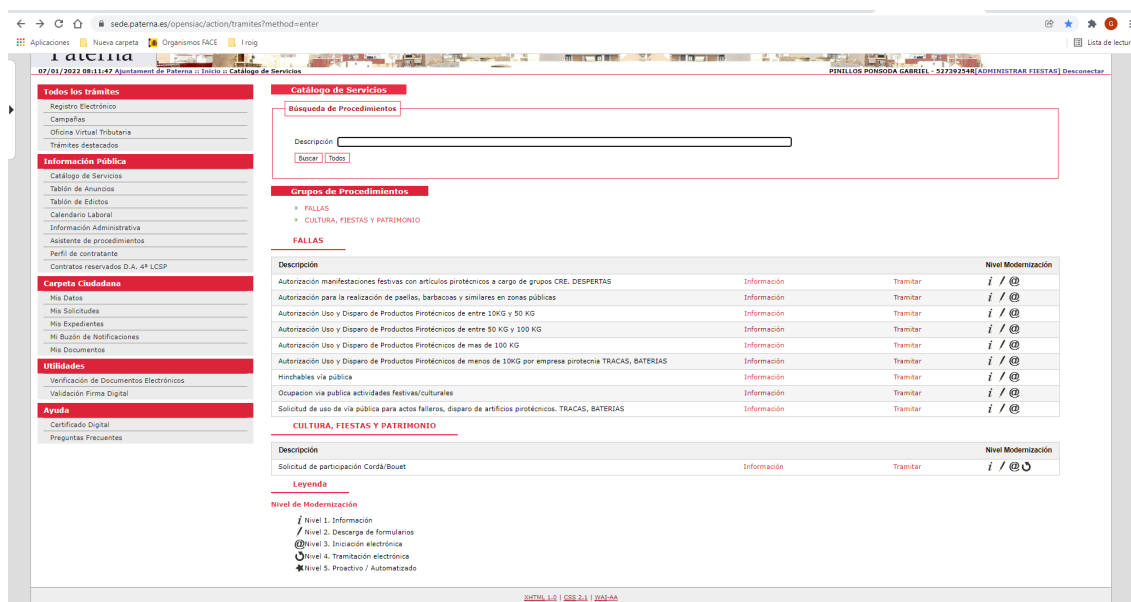 sede.paterna.es/opensiac/action/tramites?method=enter
G
Aplicaciones Nueva carpeta Organismos FACE I roig Lista de lectur
Paterna
07/01/2022 08:11:47 Ajuntament de Paterna :: Inicio :: Catálogo de Servicios PINILLOS PONSODA GABRIEL - 52739254R[ADMINISTRAR FIESTAS] Desconectar
Todos los trámites
Registro Electrónico
Campañas
Oficina Virtual Tributaria
Trámites destacados
Información Pública
Catálogo de Servicios
Tablón de Anuncios
Tablón de Edictos
Calendario Laboral
Información Administrativa
Asistente de procedimientos
Perfil de contratante
Contratos reservados D.A. 4ª LCSP
Carpeta Ciudadana
Mis Datos
Mis Solicitudes
Mis Expedientes
Mi Buzón de Notificaciones
Mis Documentos
Utilidades
Verificación de Documentos Electrónicos
Validación Firma Digital
Ayuda
Certificado Digital
Preguntas Frecuentes
Catálogo de Servicios
Búsqueda de Procedimientos
Descripción
Buscar Todos
Grupos de Procedimientos
FALLAS
CULTURA, FIESTAS Y PATRIMONIO
FALLAS
Descripción Nivel Modernización
Autorización manifestaciones festivas con artículos pirotécnicos a cargo de grupos CRE. DESPERTAS Información Tramitar i / @
Autorización para la realización de paellas, barbacoas y similares en zonas públicas Información Tramitar i / @
Autorización Uso y Disparo de Productos Pirotécnicos de entre 10KG y 50 KG Información Tramitar i / @
Autorización Uso y Disparo de Productos Pirotécnicos de entre 50 KG y 100 KG Información Tramitar i / @
Autorización Uso y Disparo de Productos Pirotécnicos de mas de 100 KG Información Tramitar i / @
Autorización Uso y Disparo de Productos Pirotécnicos de menos de 10KG por empresa pirotecnia TRACAS, BATERIAS Información Tramitar i / @
Hinchables vía pública Información Tramitar i / @
Ocupacion via publica actividades festivas/culturales Información Tramitar i / @
Solicitud de uso de vía pública para actos falleros, disparo de artificios pirotécnicos. TRACAS, BATERIAS Información Tramitar i / @
CULTURA, FIESTAS Y PATRIMONIO
Descripción Nivel Modernización
Solicitud de participación Cordà/Bouet Información Tramitar i / @
Leyenda
Nivel de Modernización
i Nivel 1. Información
/ Nivel 2. Descarga de formularios
@ Nivel 3. Iniciación electrónica
Nivel 4. Tramitación electrónica
Nivel 5. Proactivo / Automatizado
XHTML 1.0 | CSS 2.1 | WAI-AA